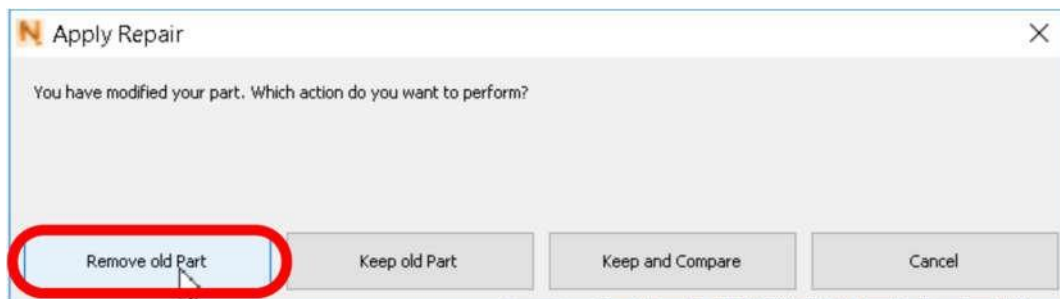 N Apply Repair
You have modified your part. Which action do you want to perform?
Remove old Part Keep old Part Keep and Compare Cancel